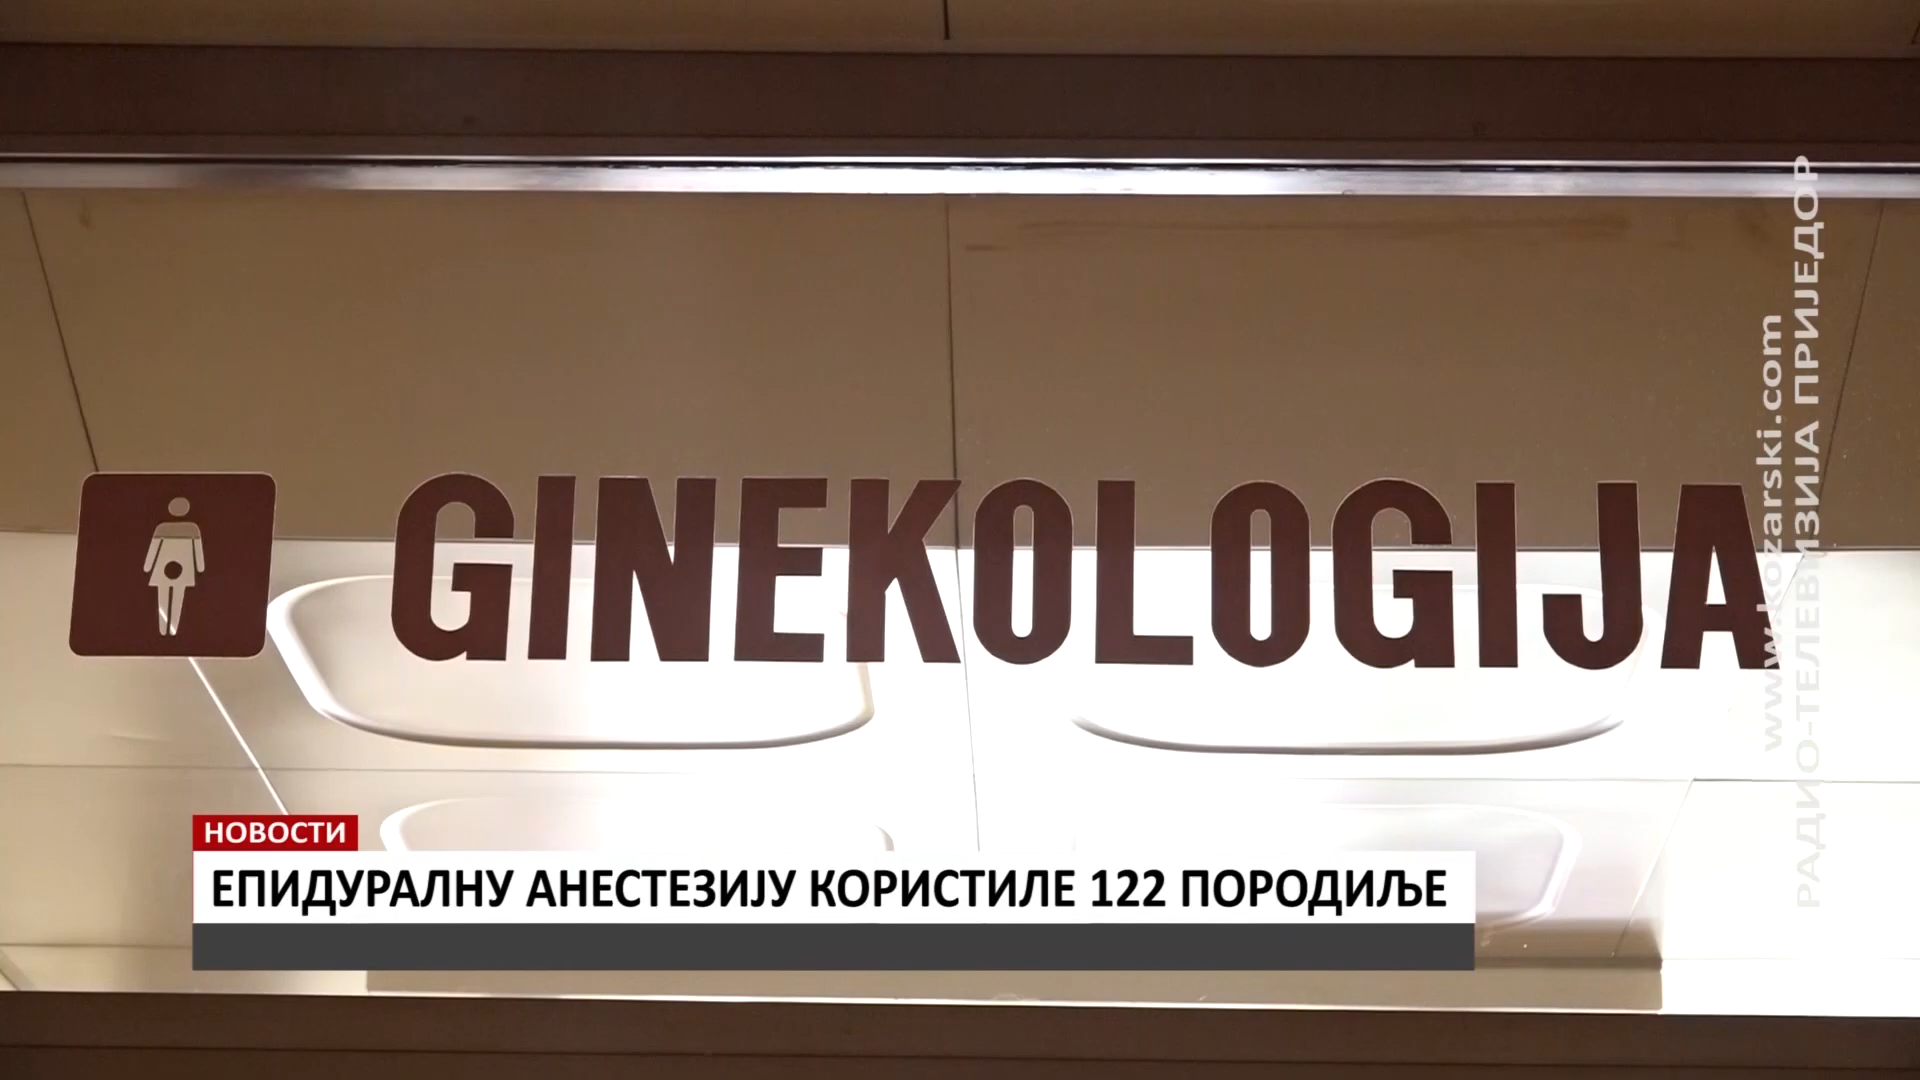 GINEKOLOGIJA
www.kozarski.com
РАДИО-ТЕЛЕВИЗИЈА ПРИЈЕДОР
НОВОСТИ
ЕПИДУРАЛНУ АНЕСТЕЗИЈУ КОРИСТИЛЕ 122 ПОРОДИЉЕ